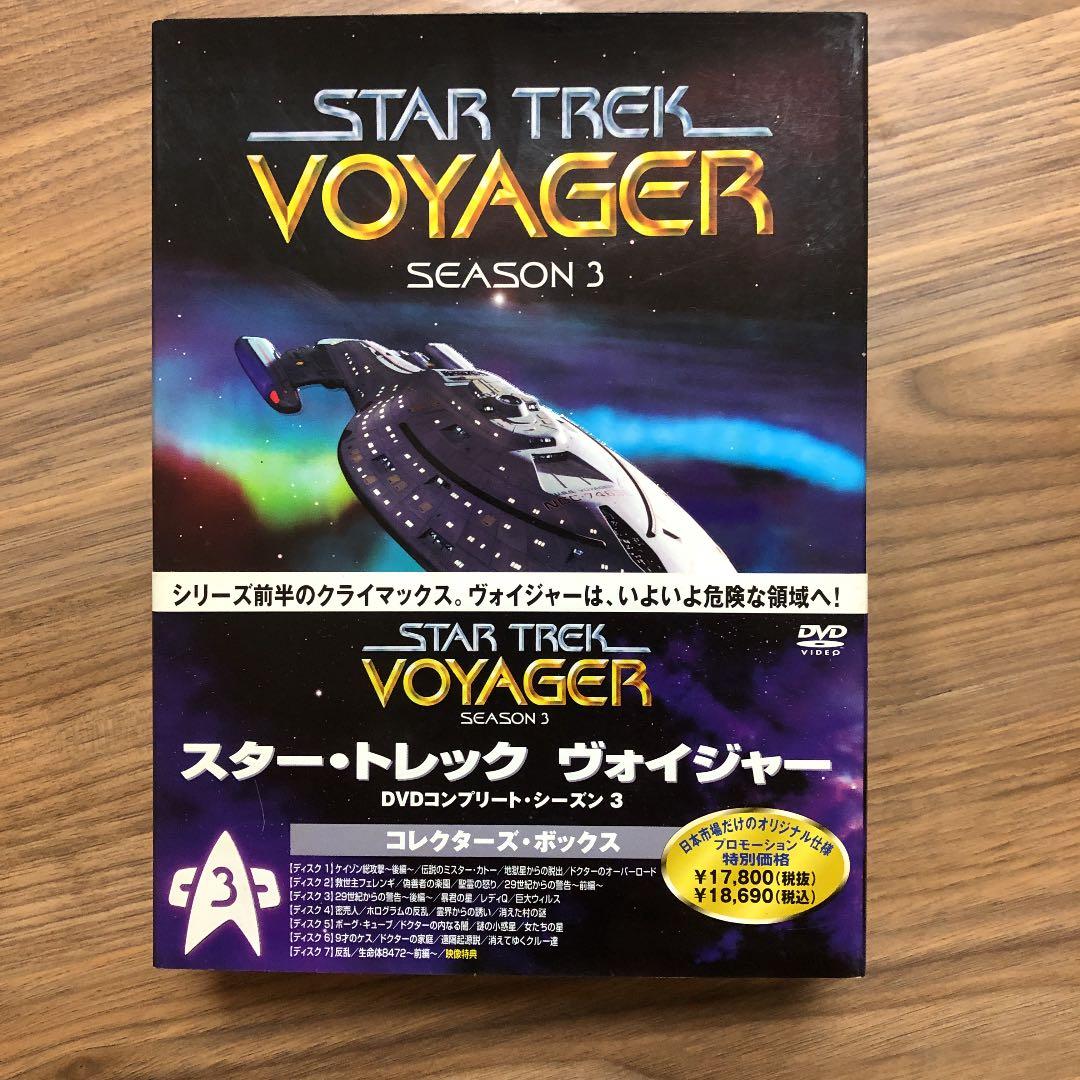 STAR TREK
VOYAGER
SEASON 3
U.S.S. VOYAGER
シリーズ前半のクライマックス。ヴォイジャーは、いよいよ危険な領域へ!
STAR TREK
VOYAGER
SEASON 3
DVD
VIDEO
スター・トレック ヴォイジャー
DVDコンプリート・シーズン 3
コレクターズ・ボックス
3
【ディスク 1】ケイゾン総攻撃〜後編〜/伝説のミスター・カトー/地獄星からの脱出/ドクターのオーバーロード
【ディスク 2】救世主フェレンギ/偽善者の楽園/聖霊の怒り/29世紀からの警告〜前編〜
【ディスク 3】29世紀からの警告〜後編〜/暴君の星/レディQ/巨大ウィルス
【ディスク 4】密売人/ホログラムの反乱/霊界からの誘い/消えた村の謎
【ディスク 5】ボーグ・キューブ/ドクターの内なる闇/謎の小惑星/女たちの星
【ディスク 6】9才のケス/ドクターの家庭/遠隔起源説/消えてゆくクルー達
【ディスク 7】反乱/生命体8472〜前編〜/映像特典
日本市場だけのオリジナル仕様
プロモーション
特別価格
¥17,800(税抜)
¥18,690(税込)